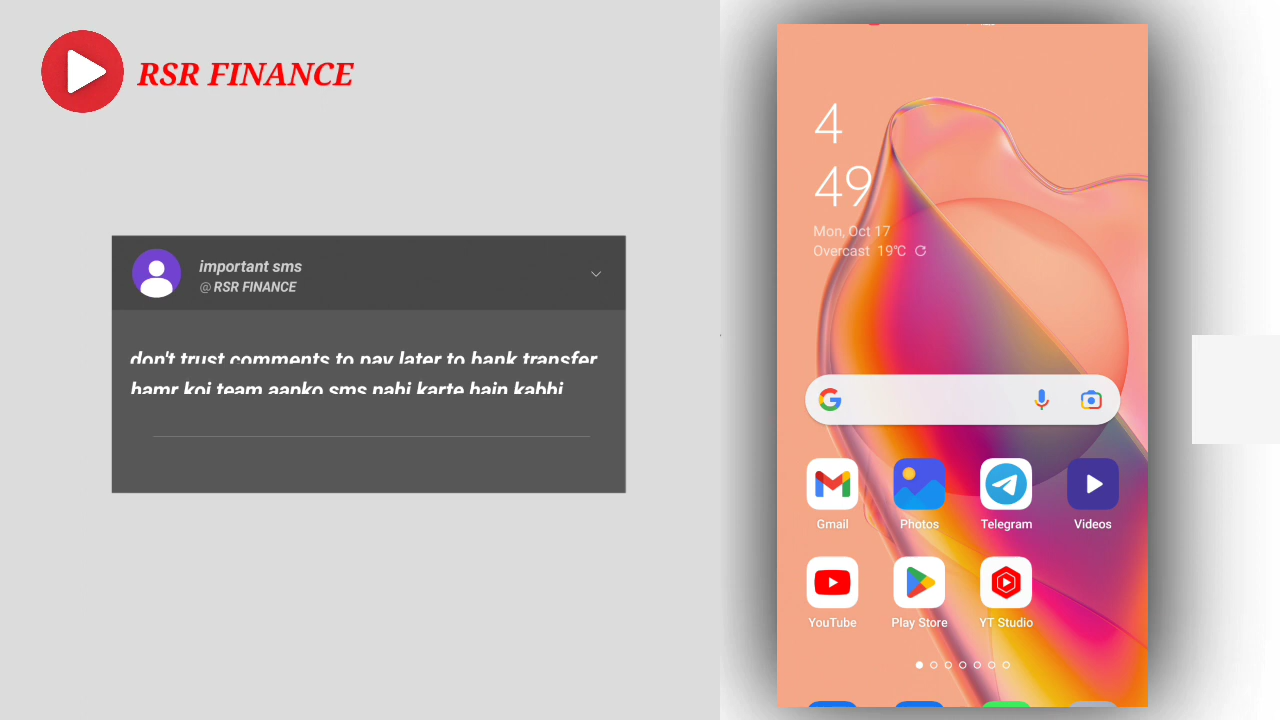 RSR FINANCE
important sms
@ RSR FINANCE
don't trust comments to pay later to bank transfer
hamr koi team aapko sms nahi karte hain kabhi
4
49
Mon, Oct 17
Overcast 19°C
Gmail
Photos
Telegram
Videos
YouTube
Play Store
YT Studio